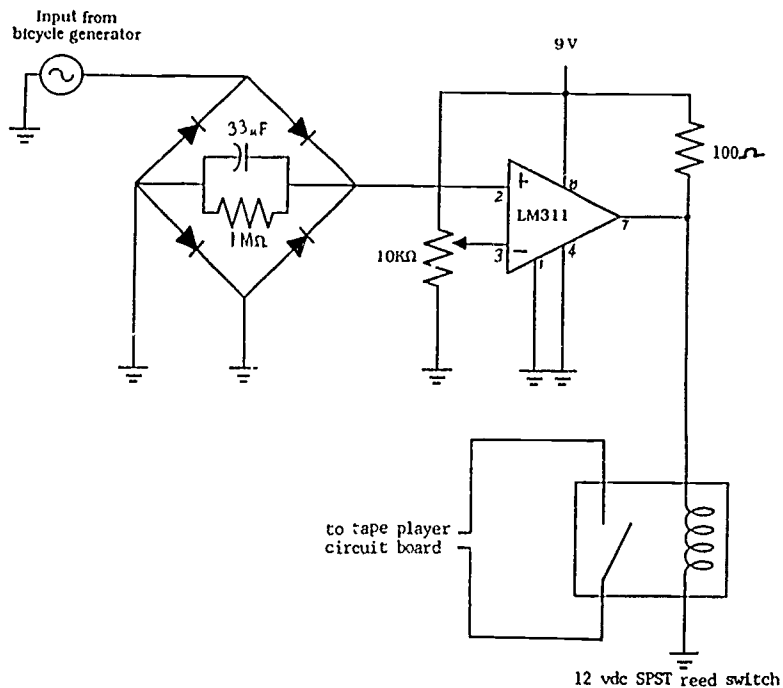 Input from
bicycle generator
33μF
1MΩ
9V
100Ω
+
2
8
LM311
7
10KΩ
3
−
1
4
to tape player
circuit board
12 vdc SPST reed switch